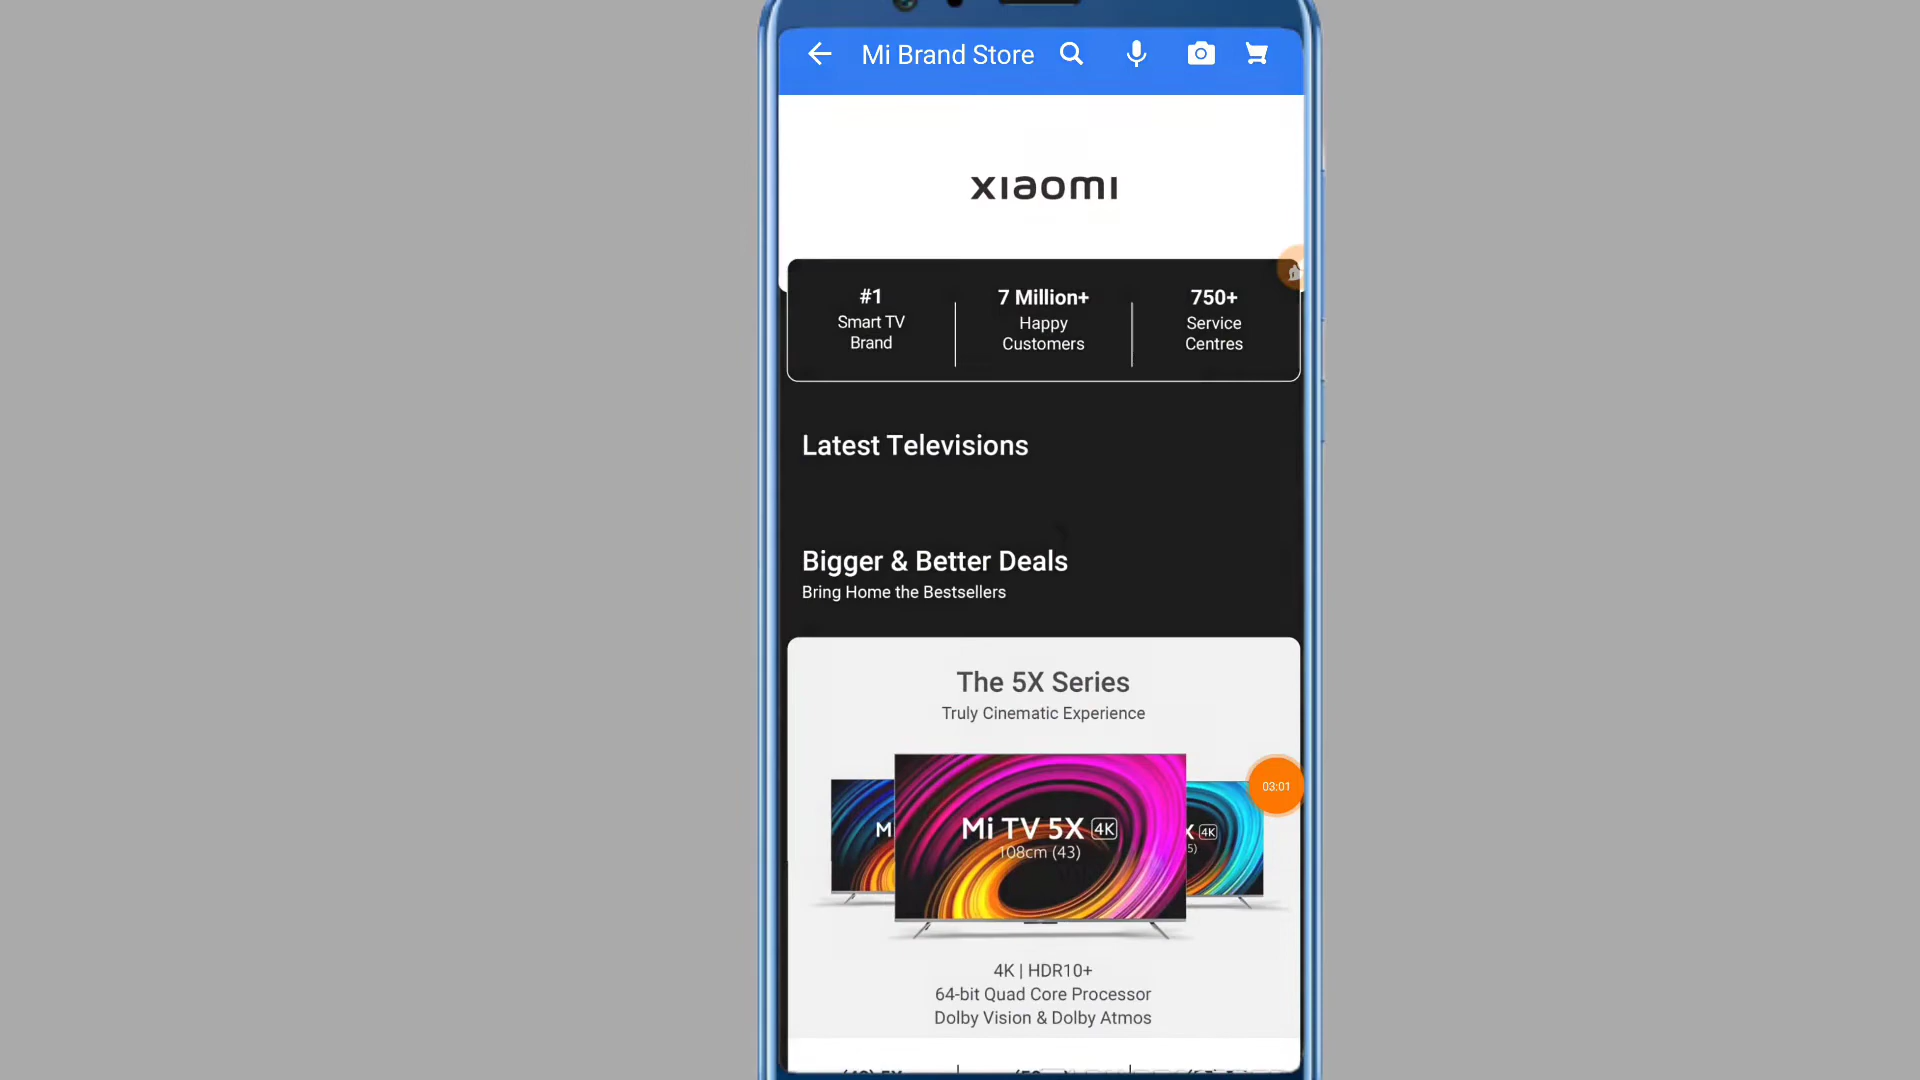 Mi Brand Store
xiaomi
#1
Smart TV
Brand
7 Million+
Happy
Customers
750+
Service
Centres
Latest Televisions
Bigger & Better Deals
Bring Home the Bestsellers
The 5X Series
Truly Cinematic Experience
M
Mi TV 5X 4K
108cm (43)
X 4K
5)
03:01
4K | HDR10+
64-bit Quad Core Processor
Dolby Vision & Dolby Atmos